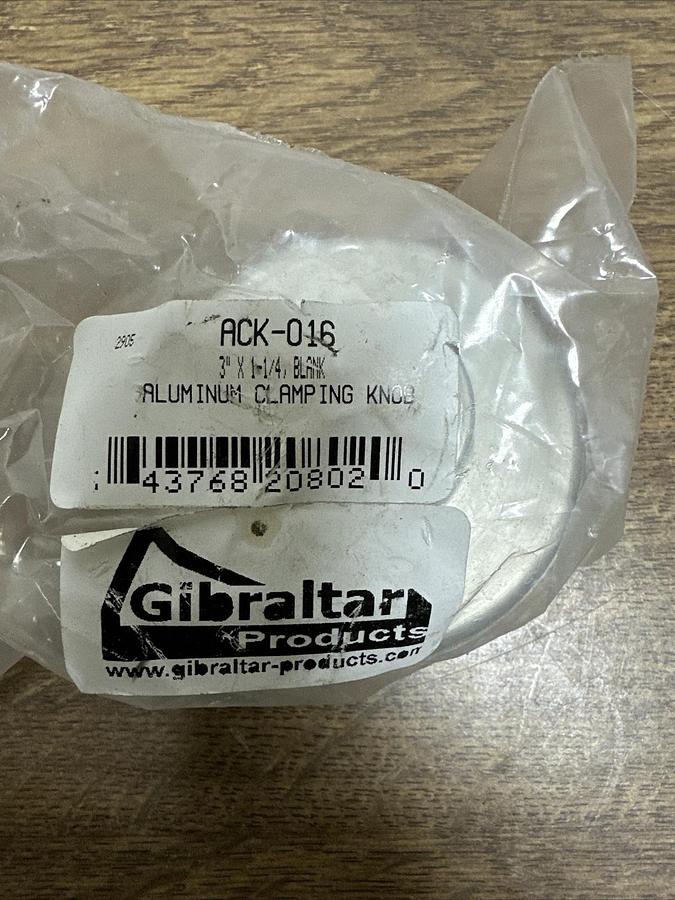 2905
ACK-016
3" X 1-1/4, BLANK
ALUMINUM CLAMPING KNOB
43768 20802 0
Gibraltar
Products
www.gibraltar-products.com